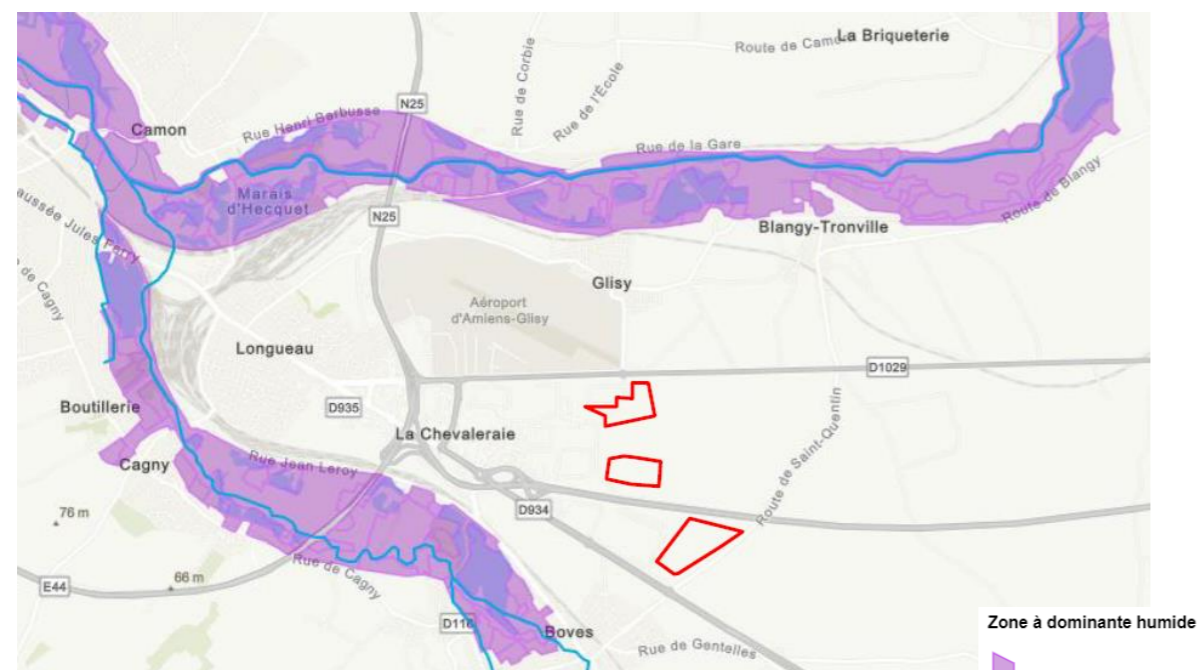 Route de Camo
La Briqueterie
Rue de Corbie
Rue de l'École
N25
Camon
Rue Henri Barbusse
Rue de la Gare
Marais
d'Hecquet
N25
Route de Blangy
Blangy-Tronville
aussée Jules Ferry
e de Cagny
Glisy
Aéroport
d'Amiens-Glisy
Longueau
D1029
Boutillerie
D935
La Chevaleraie
Route de Saint-Quentin
Rue Jean Leroy
Cagny
76 m
D934
66 m
Rue de Cagny
E44
D116
Boves
Rue de Gentelles
Zone à dominante humide